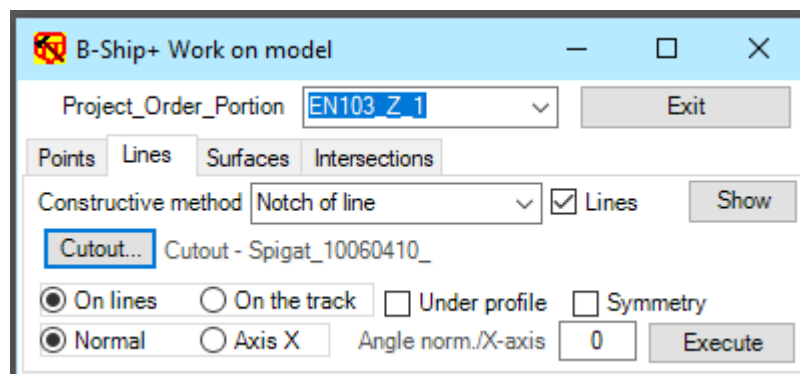 B-Ship+ Work on model
Project_Order_Portion EN103_Z_1 Exit
Points Lines Surfaces Intersections
Constructive method Notch of line Lines Show
Cutout... Cutout - Spigat_10060410_
On lines On the track Under profile Symmetry
Normal Axis X Angle norm./X-axis 0 Execute